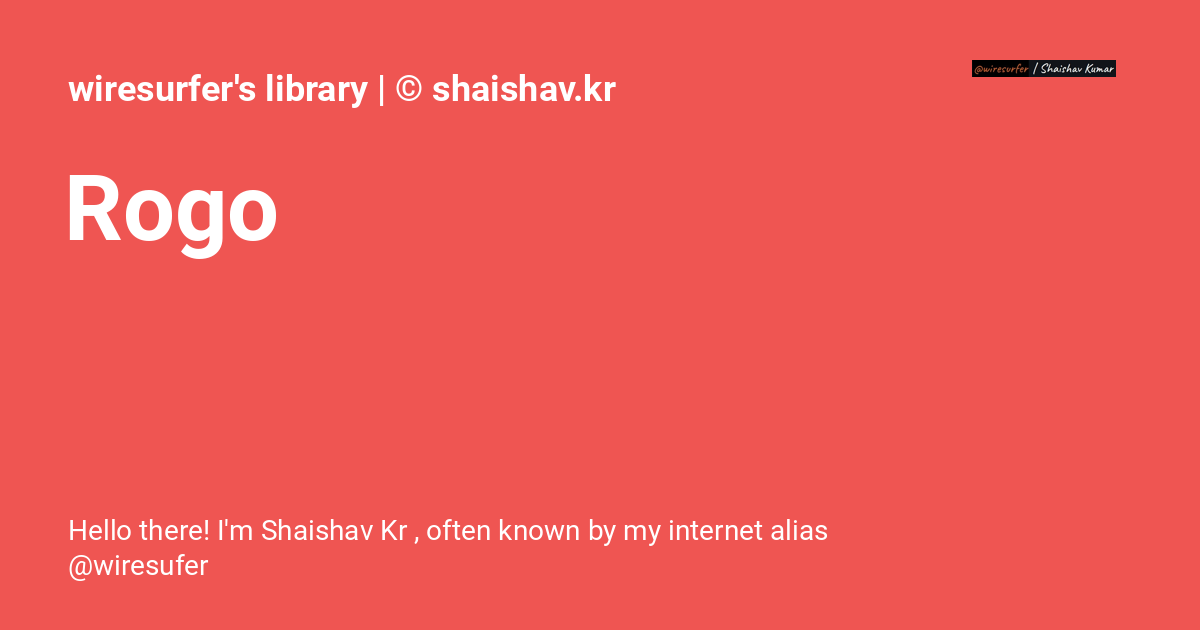 wiresurfer's library | © shaishav.kr
@wiresurfer | Shaishav Kumar
Rogo
Hello there! I'm Shaishav Kr , often known by my internet alias
@wiresufer